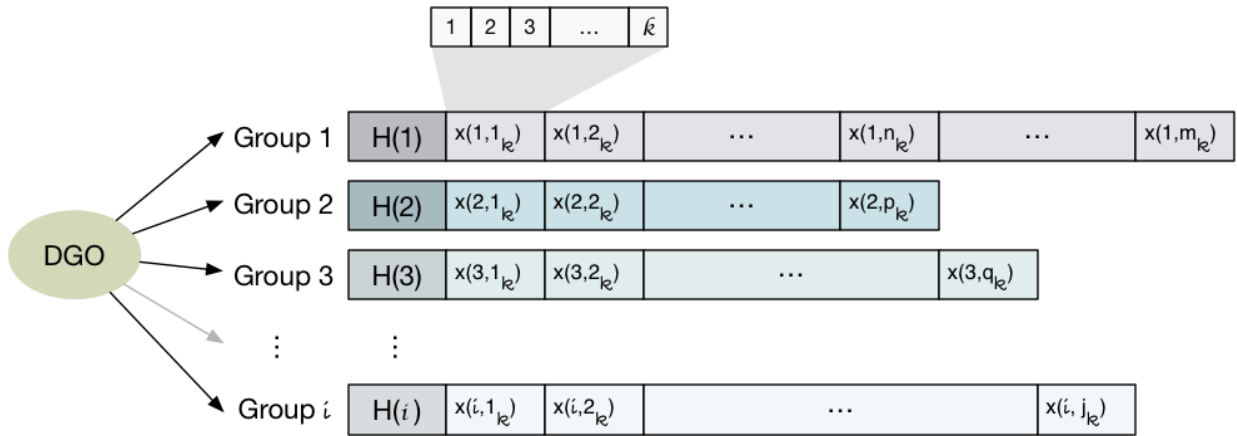 1 2 3 ... k
Group 1 H(1) x(1,1k) x(1,2k) ... x(1,nk) ... x(1,mk)
Group 2 H(2) x(2,1k) x(2,2k) ... x(2,pk)
DGO
Group 3 H(3) x(3,1k) x(3,2k) ... x(3,qk)
⋮ ⋮
Group i H(i) x(i,1k) x(i,2k) ... x(i, jk)